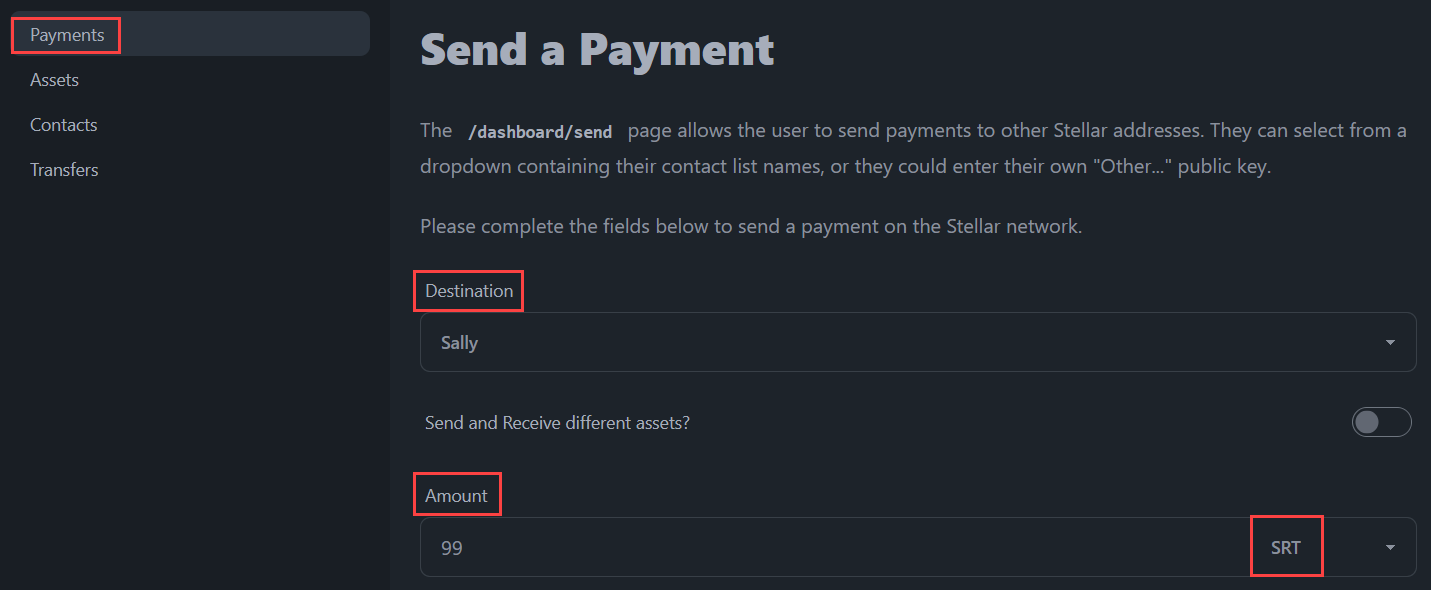 Payments
Assets
Contacts
Transfers
Send a Payment
The /dashboard/send page allows the user to send payments to other Stellar addresses. They can select from a
dropdown containing their contact list names, or they could enter their own "Other..." public key.
Please complete the fields below to send a payment on the Stellar network.
Destination
Sally
Send and Receive different assets?
Amount
99 SRT